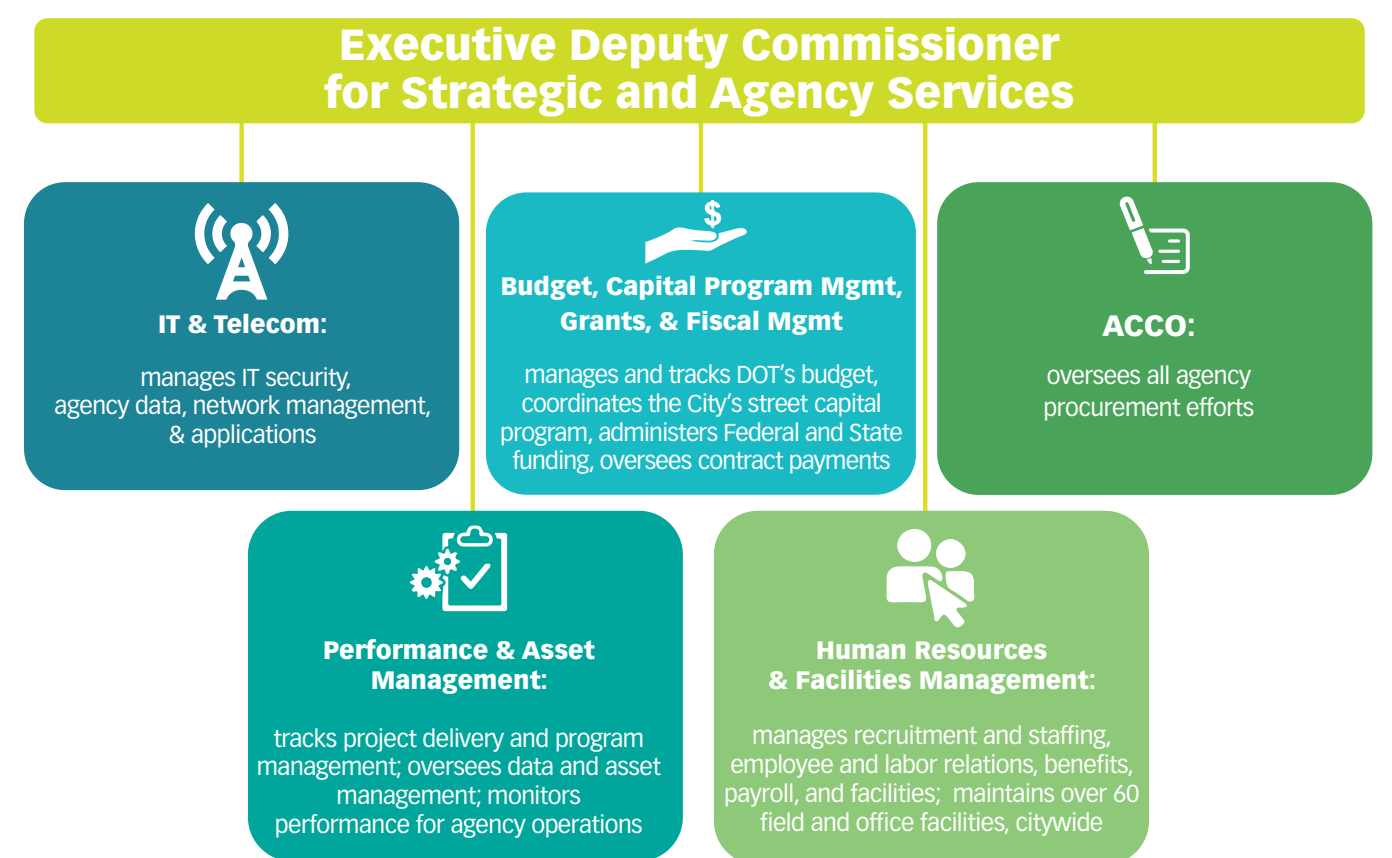 Executive Deputy Commissioner
for Strategic and Agency Services
IT & Telecom:
manages IT security,
agency data, network management,
& applications
$
Budget, Capital Program Mgmt,
Grants, & Fiscal Mgmt
manages and tracks DOT’s budget,
coordinates the City’s street capital
program, administers Federal and State
funding, oversees contract payments
ACCO:
oversees all agency
procurement efforts
Performance & Asset
Management:
tracks project delivery and program
management; oversees data and asset
management; monitors
performance for agency operations
Human Resources
& Facilities Management:
manages recruitment and staffing,
employee and labor relations, benefits,
payroll, and facilities;  maintains over 60
field and office facilities, citywide